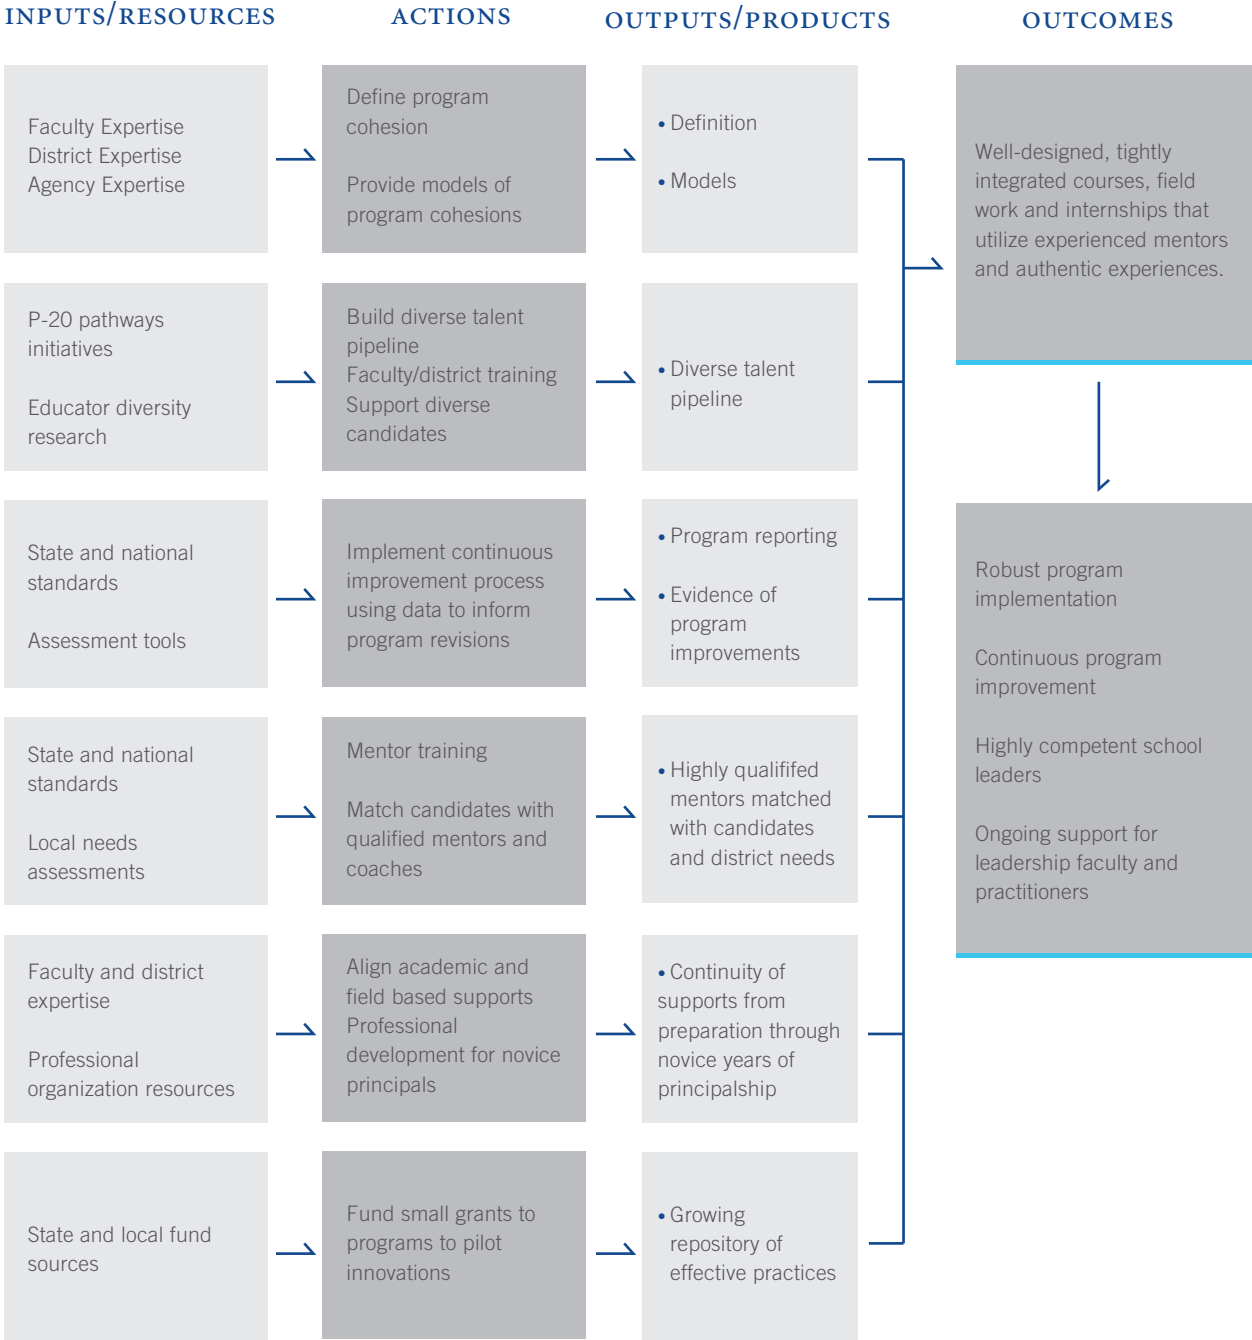 INPUTS/RESOURCES
ACTIONS
OUTPUTS/PRODUCTS
OUTCOMES
Faculty Expertise
District Expertise
Agency Expertise
Define program
cohesion
Provide models of
program cohesions
• Definition
• Models
Well-designed, tightly
integrated courses, field
work and internships that
utilize experienced mentors
and authentic experiences.
P-20 pathways
initiatives
Educator diversity
research
Build diverse talent
pipeline
Faculty/district training
Support diverse
candidates
• Diverse talent
pipeline
State and national
standards
Assessment tools
Implement continuous
improvement process
using data to inform
program revisions
• Program reporting
• Evidence of
program
improvements
Robust program
implementation
Continuous program
improvement
Highly competent school
leaders
Ongoing support for
leadership faculty and
practitioners
State and national
standards
Local needs
assessments
Mentor training
Match candidates with
qualified mentors and
coaches
• Highly qualififed
mentors matched
with candidates
and district needs
Faculty and district
expertise
Professional
organization resources
Align academic and
field based supports
Professional
development for novice
principals
• Continuity of
supports from
preparation through
novice years of
principalship
State and local fund
sources
Fund small grants to
programs to pilot
innovations
• Growing
repository of
effective practices